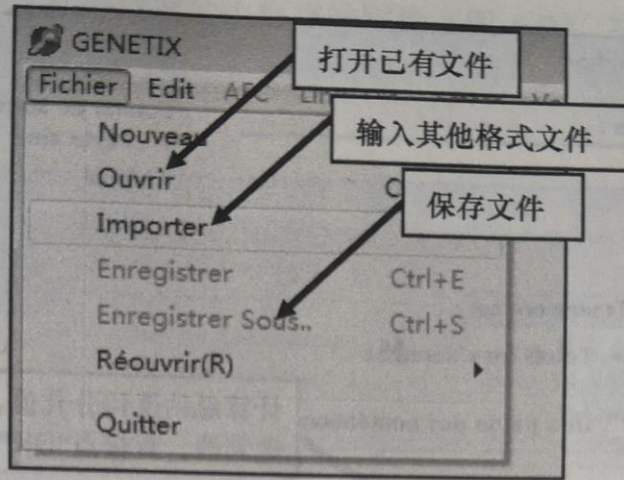 GENETIX
打开已有文件
Fichier Edit
Nouveau
输入其他格式文件
Ouvrir
保存文件
Importer
Enregistrer Ctrl+E
Enregistrer Sous.. Ctrl+S
Réouvrir(R)
Quitter